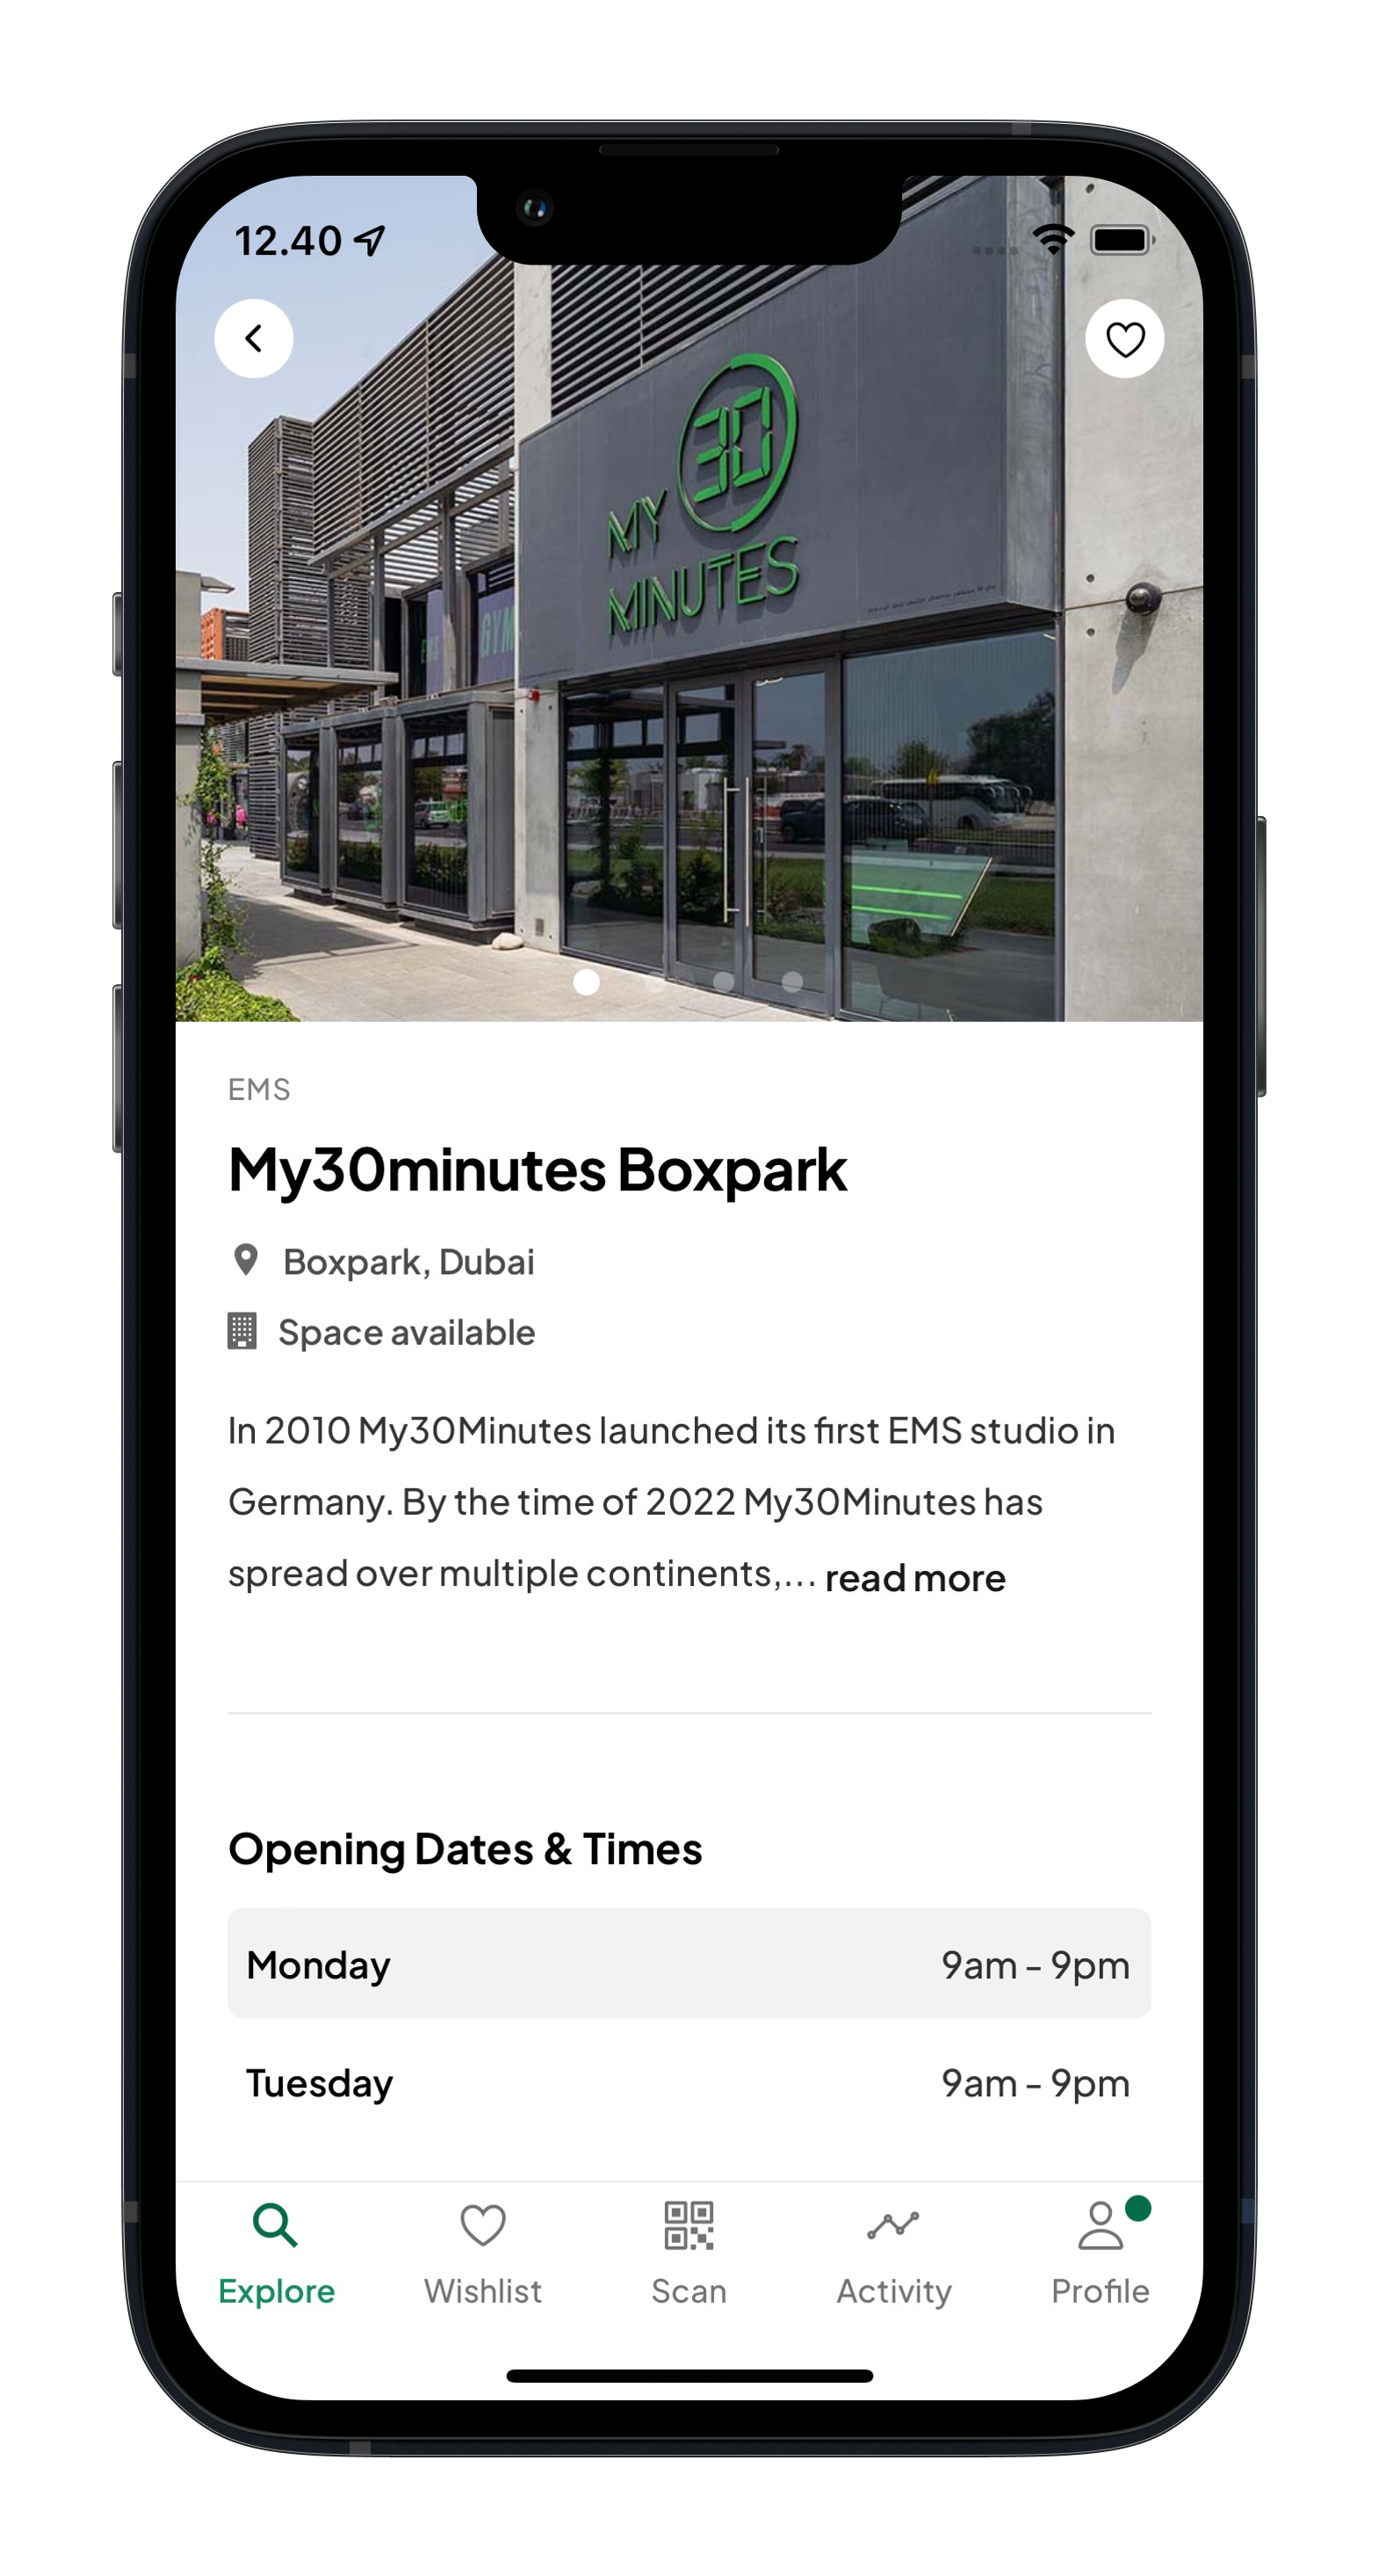 12.40
MY 30
MINUTES
EMS
GYM
EMS
My30minutes Boxpark
Boxpark, Dubai
Space available
In 2010 My30Minutes launched its first EMS studio in
Germany. By the time of 2022 My30Minutes has
spread over multiple continents,... read more
Opening Dates & Times
Monday 9am - 9pm
Tuesday 9am - 9pm
Explore Wishlist Scan Activity Profile